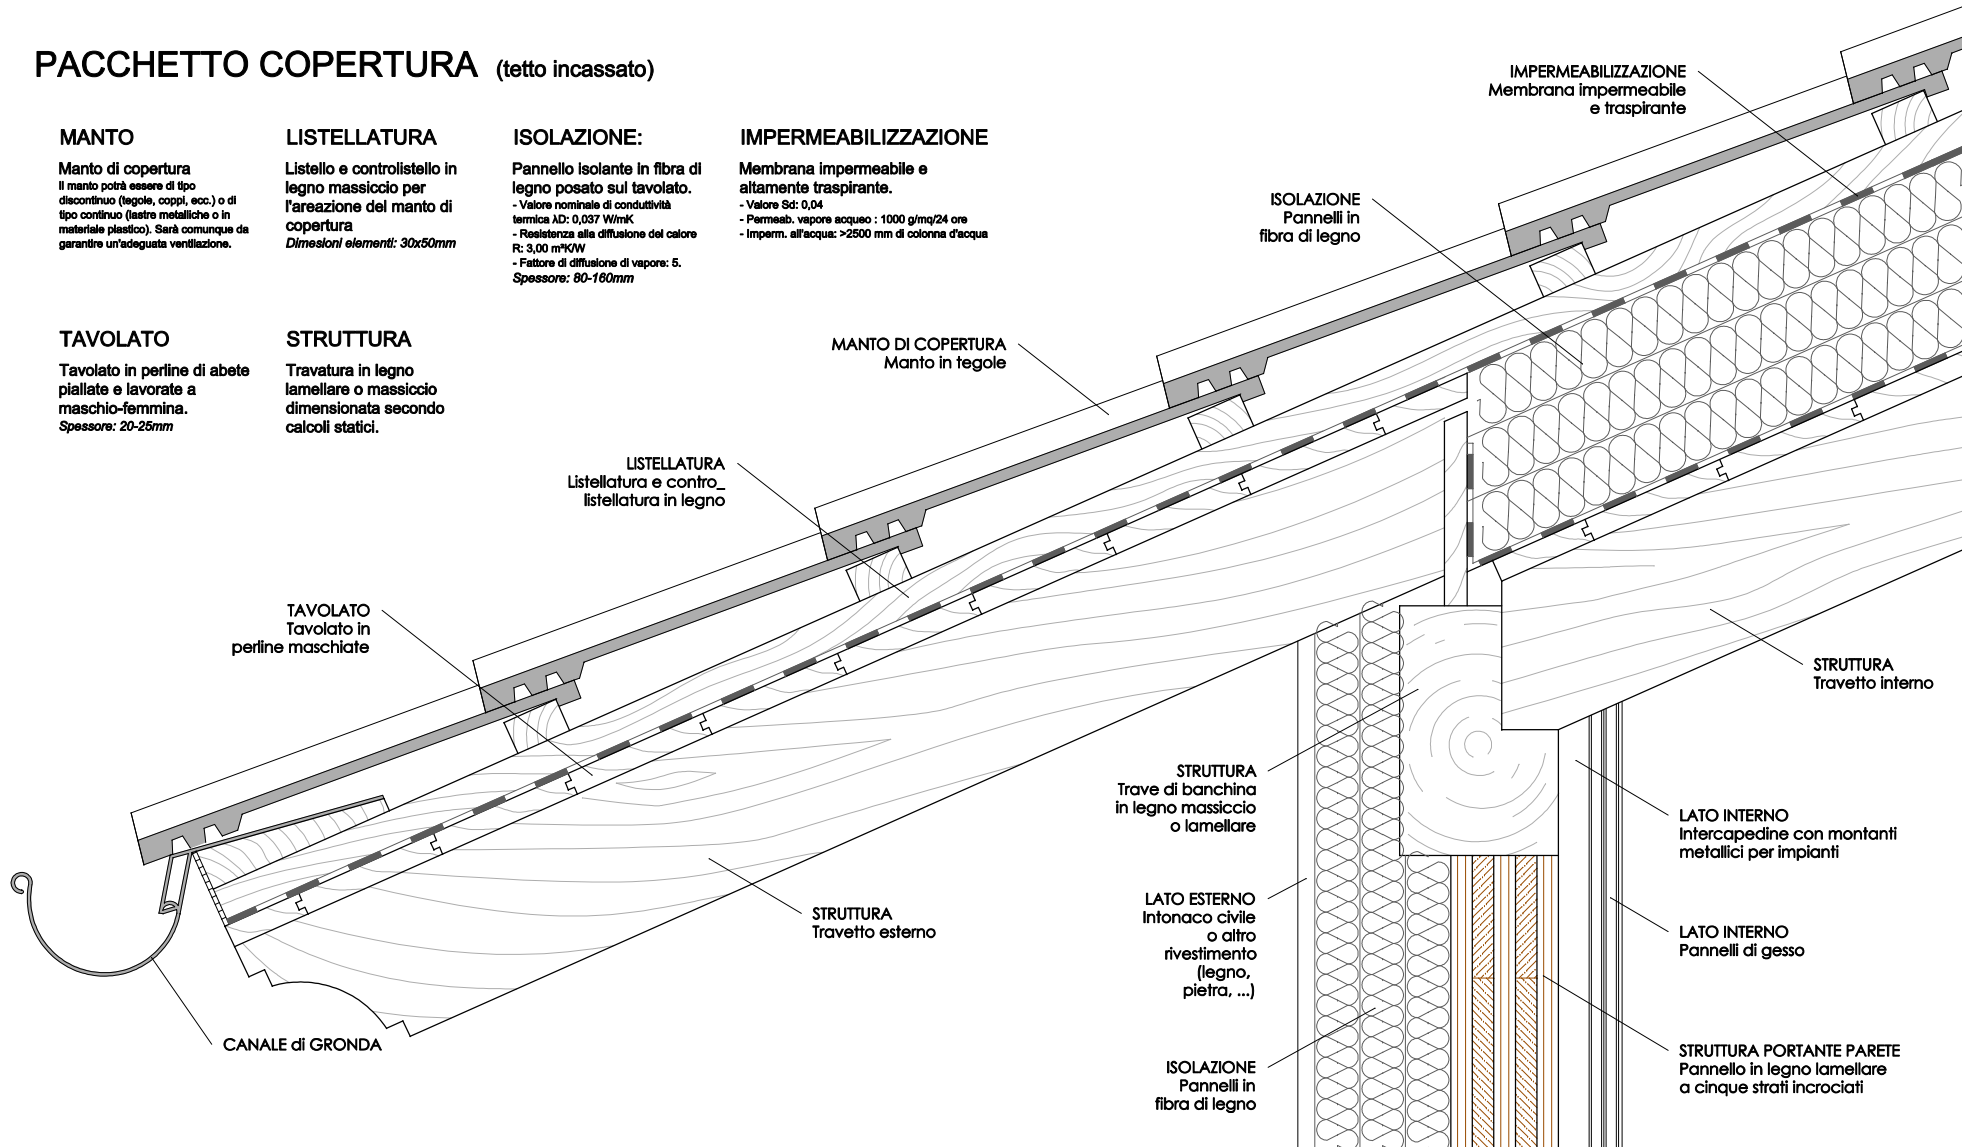 PACCHETTO COPERTURA (tetto incassato)
MANTO
Manto di copertura
Il manto potrà essere di tipo
discontinuo (tegole, coppi, ecc.) o di
tipo continuo (lastre metalliche o in
materiale plastico). Sarà comunque da
garantire un'adeguata ventilazione.
LISTELLATURA
Listello e controlistello in
legno massiccio per
l'areazione del manto di
copertura
Dimesioni elementi: 30x50mm
ISOLAZIONE:
Pannello isolante in fibra di
legno posato sul tavolato.
- Valore nominale di conduttività
termica λD: 0,037 W/mK
- Resistenza alla diffusione del calore
R: 3,00 m²K/W
- Fattore di diffusione di vapore: 5.
Spessore: 80-160mm
IMPERMEABILIZZAZIONE
Membrana impermeabile e
altamente traspirante.
- Valore Sd: 0,04
- Permeab. vapore acqueo : 1000 g/mq/24 ore
- Imperm. all'acqua: >2500 mm di colonna d'acqua
TAVOLATO
Tavolato in perline di abete
piallate e lavorate a
maschio-femmina.
Spessore: 20-25mm
STRUTTURA
Travatura in legno
lamellare o massiccio
dimensionata secondo
calcoli statici.
IMPERMEABILIZZAZIONE
Membrana impermeabile
e traspirante
ISOLAZIONE
Pannelli in
fibra di legno
MANTO DI COPERTURA
Manto in tegole
LISTELLATURA
Listellatura e contro_
listellatura in legno
TAVOLATO
Tavolato in
perline maschiate
STRUTTURA
Travetto interno
STRUTTURA
Trave di banchina
in legno massiccio
o lamellare
LATO INTERNO
Intercapedine con montanti
metallici per impianti
LATO ESTERNO
Intonaco civile
o altro
rivestimento
(legno,
pietra, ...)
STRUTTURA
Travetto esterno
LATO INTERNO
Pannelli di gesso
CANALE di GRONDA
STRUTTURA PORTANTE PARETE
Pannello in legno lamellare
a cinque strati incrociati
ISOLAZIONE
Pannelli in
fibra di legno